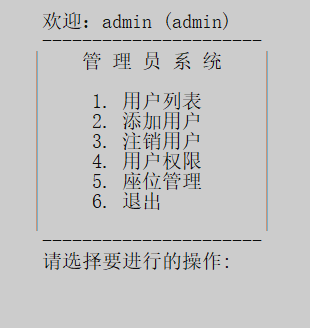 欢迎: admin (admin)
----------------------
管 理 员 系 统
1. 用户列表
2. 添加用户
3. 注销用户
4. 用户权限
5. 座位管理
6. 退出
----------------------
请选择要进行的操作: